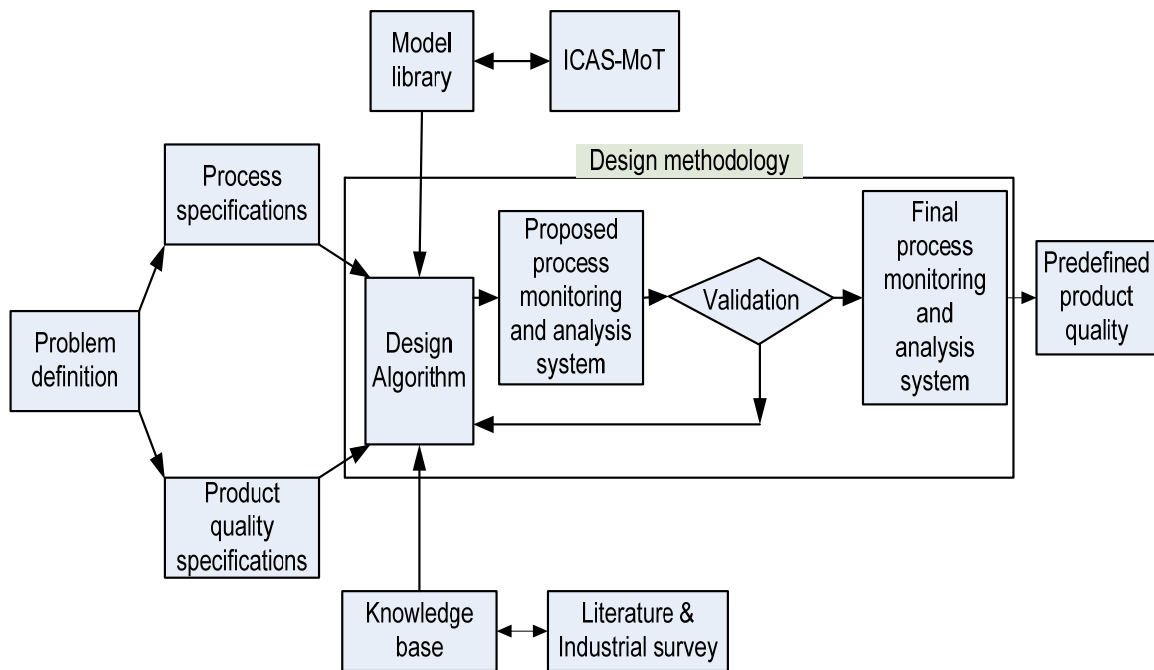 Model
library
ICAS-MoT
Design methodology
Process
specifications
Proposed
process
monitoring
and analysis
system
Final
process
monitoring
and
analysis
system
Predefined
product
quality
Validation
Design
Algorithm
Problem
definition
Product
quality
specifications
Knowledge
base
Literature &
Industrial survey